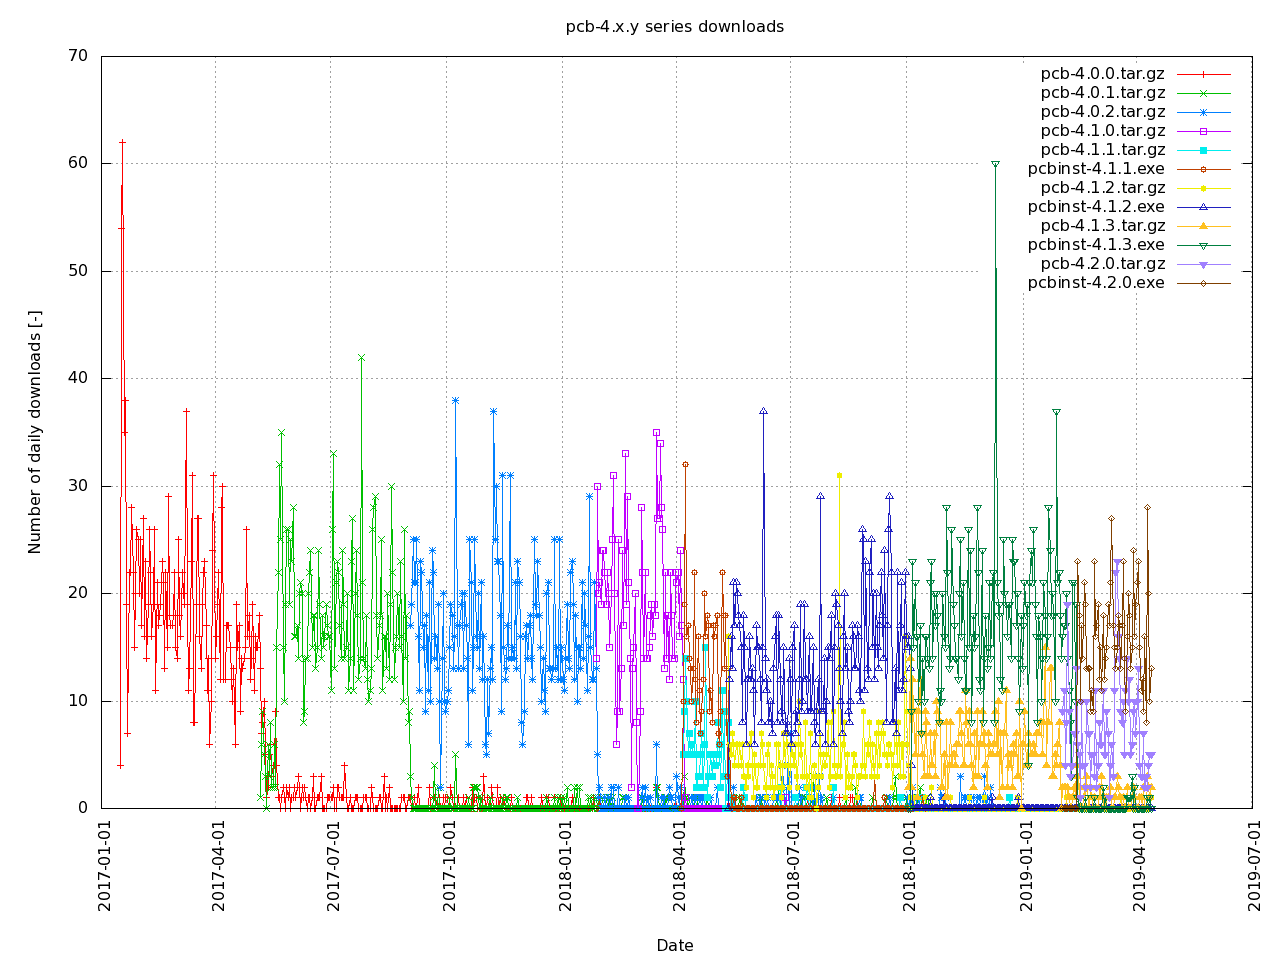 pcb-4.x.y series downloads
Number of daily downloads [-]
70
60
50
40
30
20
10
0
pcb-4.0.0.tar.gz
pcb-4.0.1.tar.gz
pcb-4.0.2.tar.gz
pcb-4.1.0.tar.gz
pcb-4.1.1.tar.gz
pcbinst-4.1.1.exe
pcb-4.1.2.tar.gz
pcbinst-4.1.2.exe
pcb-4.1.3.tar.gz
pcbinst-4.1.3.exe
pcb-4.2.0.tar.gz
pcbinst-4.2.0.exe
2017-01-01
2017-04-01
2017-07-01
2017-10-01
2018-01-01
2018-04-01
2018-07-01
2018-10-01
2019-01-01
2019-04-01
2019-07-01
Date